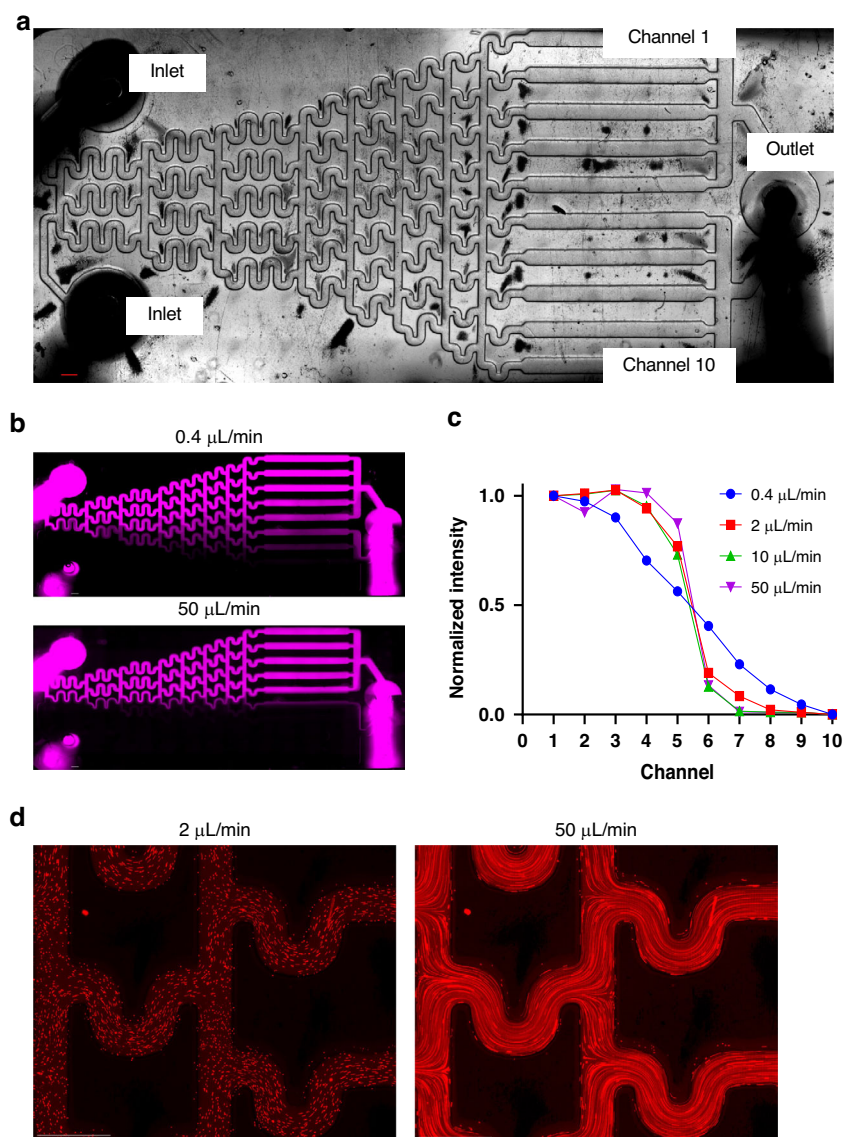 a
Channel 1
Inlet
Outlet
Inlet
Channel 10
b
0.4 μL/min
50 μL/min
c
Normalized intensity
1.0
0.5
0.0
0 1 2 3 4 5 6 7 8 9 10
Channel
0.4 μL/min
2 μL/min
10 μL/min
50 μL/min
d
2 μL/min
50 μL/min